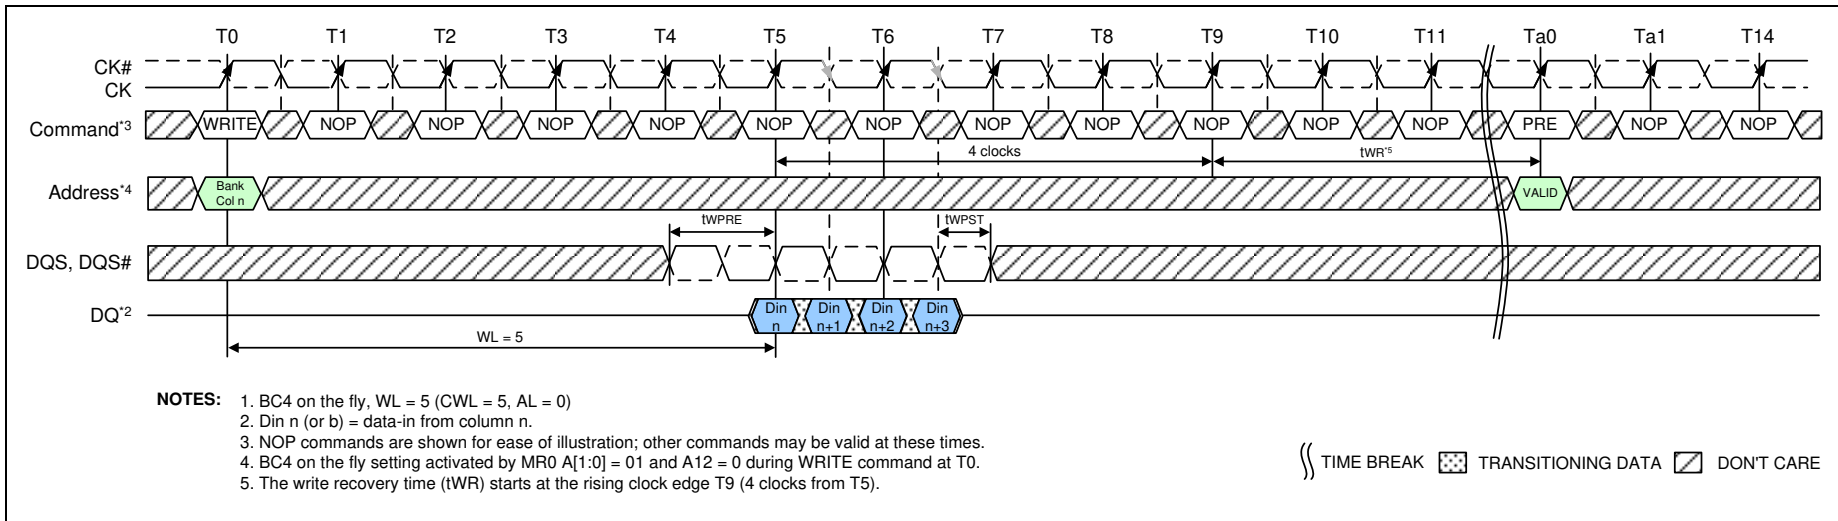 T0 T1 T2 T3 T4 T5 T6 T7 T8 T9 T10 T11 Ta0 Ta1 T14
CK#
CK
Command*3 WRITE NOP NOP NOP NOP NOP NOP NOP NOP NOP NOP NOP PRE NOP NOP
4 clocks tWR*5
Address*4 Bank Col n VALID
tWPRE tWPST
DQS, DQS#
DQ*2 Din n Din n+1 Din n+2 Din n+3
WL = 5
NOTES: 1. BC4 on the fly, WL = 5 (CWL = 5, AL = 0)
2. Din n (or b) = data-in from column n.
3. NOP commands are shown for ease of illustration; other commands may be valid at these times.
4. BC4 on the fly setting activated by MR0 A[1:0] = 01 and A12 = 0 during WRITE command at T0.
5. The write recovery time (tWR) starts at the rising clock edge T9 (4 clocks from T5).
TIME BREAK TRANSITIONING DATA DON'T CARE